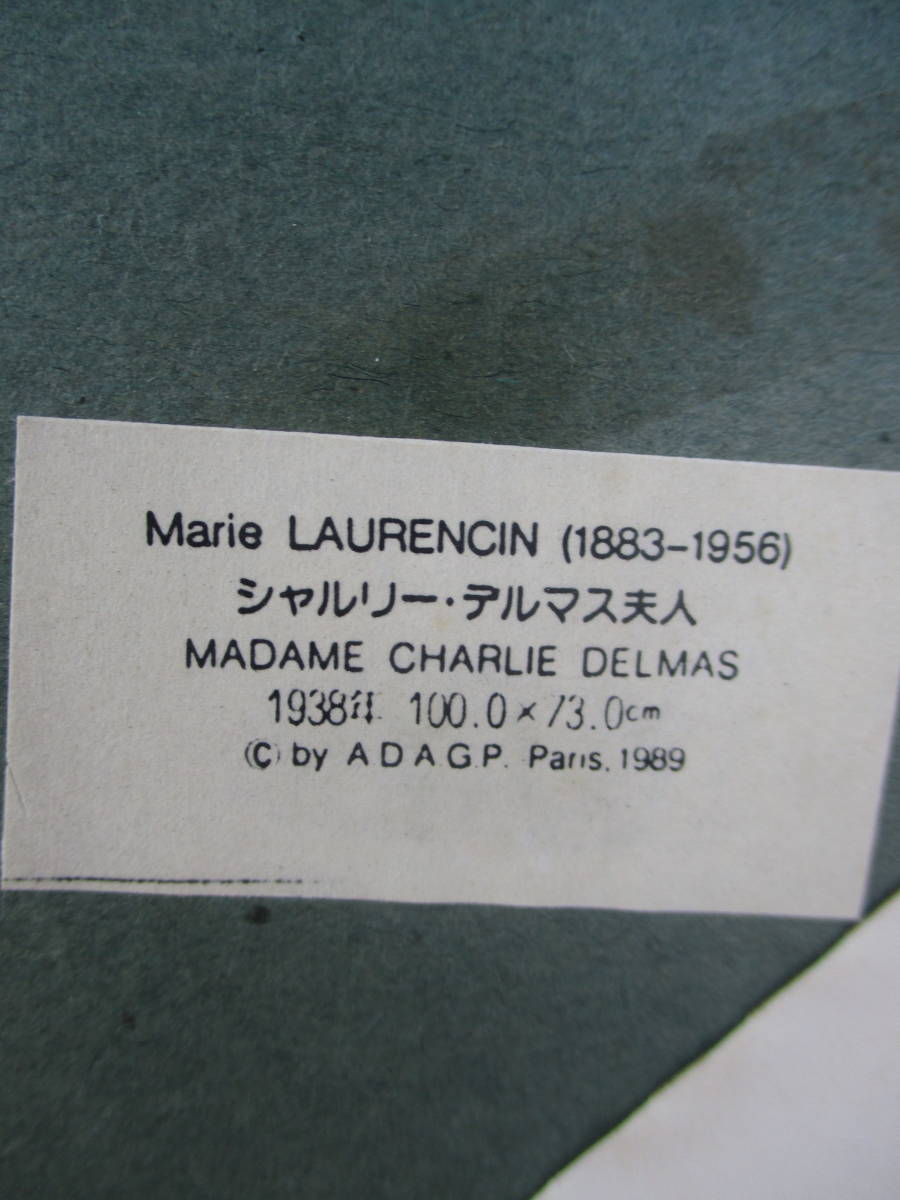 Marie LAURENCIN (1883-1956)
シャルリー・デルマス夫人
MADAME CHARLIE DELMAS
1938年 100.0×73.0cm
(C) by A D A G.P. Paris, 1989